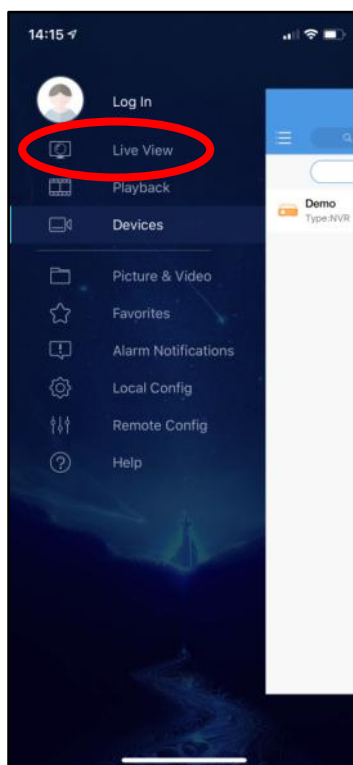 14:15
Log In
Live View
Playback
Devices
Demo
Type:NVR
Picture & Video
Favorites
Alarm Notifications
Local Config
Remote Config
Help